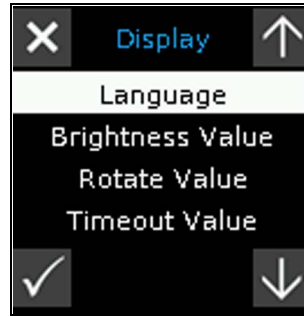 Display
Language
Brightness Value
Rotate Value
Timeout Value